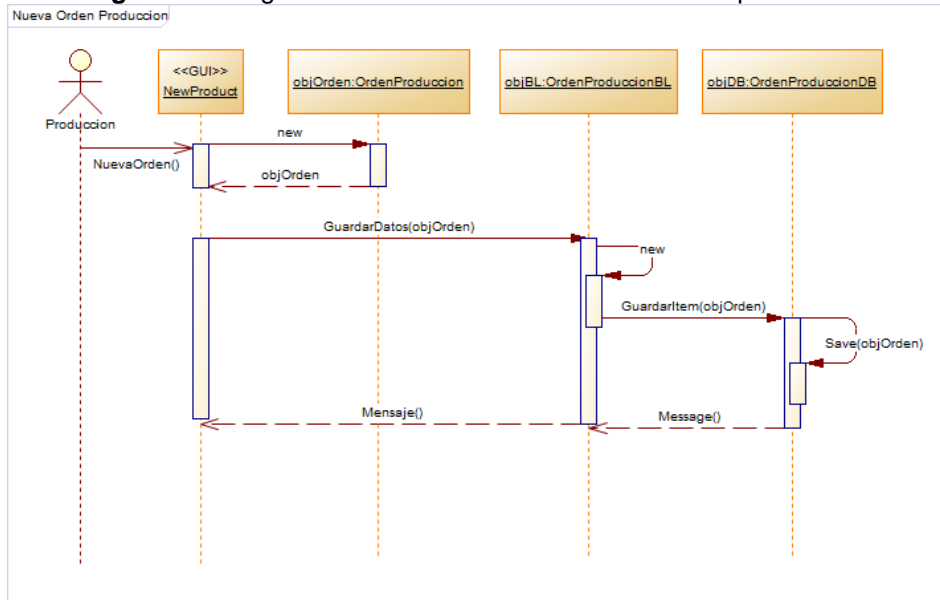 Nueva Orden Produccion
<<GUI>>
NewProduct
objOrden:OrdenProduccion
objBL:OrdenProduccionBL
objDB:OrdenProduccionDB
Produccion
new
NuevaOrden()
objOrden
GuardarDatos(objOrden)
new
GuardarItem(objOrden)
Save(objOrden)
Mensaje()
Message()